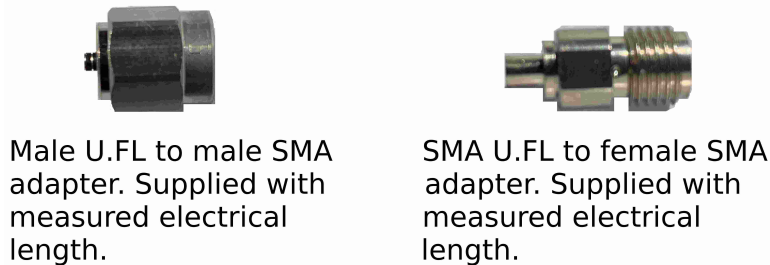 Male U.FL to male SMA
adapter. Supplied with
measured electrical
length.
SMA U.FL to female SMA
adapter. Supplied with
measured electrical
length.